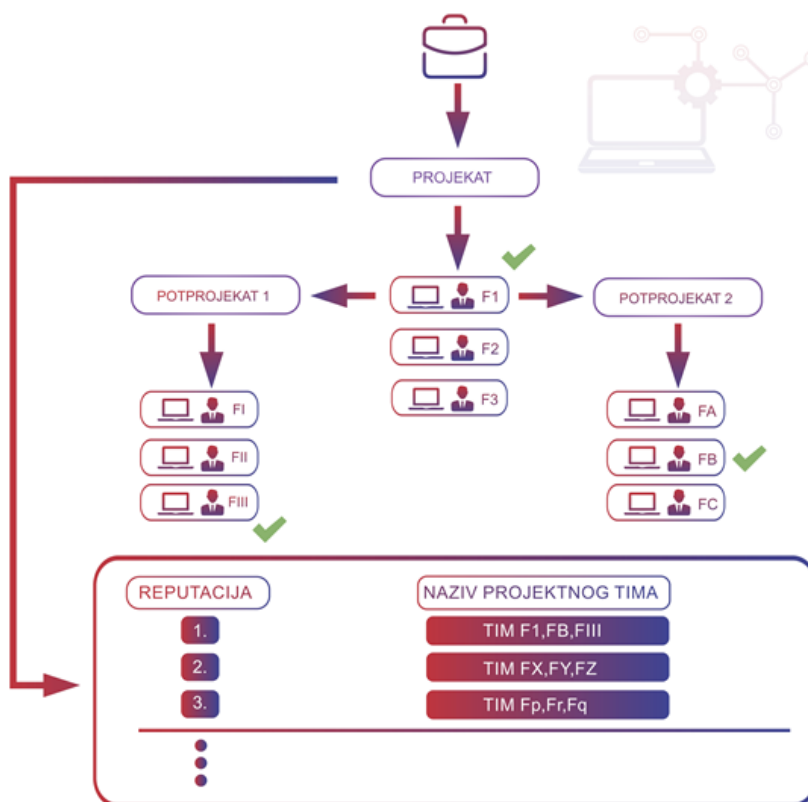 PROJEKAT
POTPROJEKAT 1
F1
POTPROJEKAT 2
F2
F3
FI
FII
FIII
FA
FB
FC
REPUTACIJA
NAZIV PROJEKTNOG TIMA
1.
TIM F1,FB,FIII
2.
TIM FX,FY,FZ
3.
TIM Fp,Fr,Fq